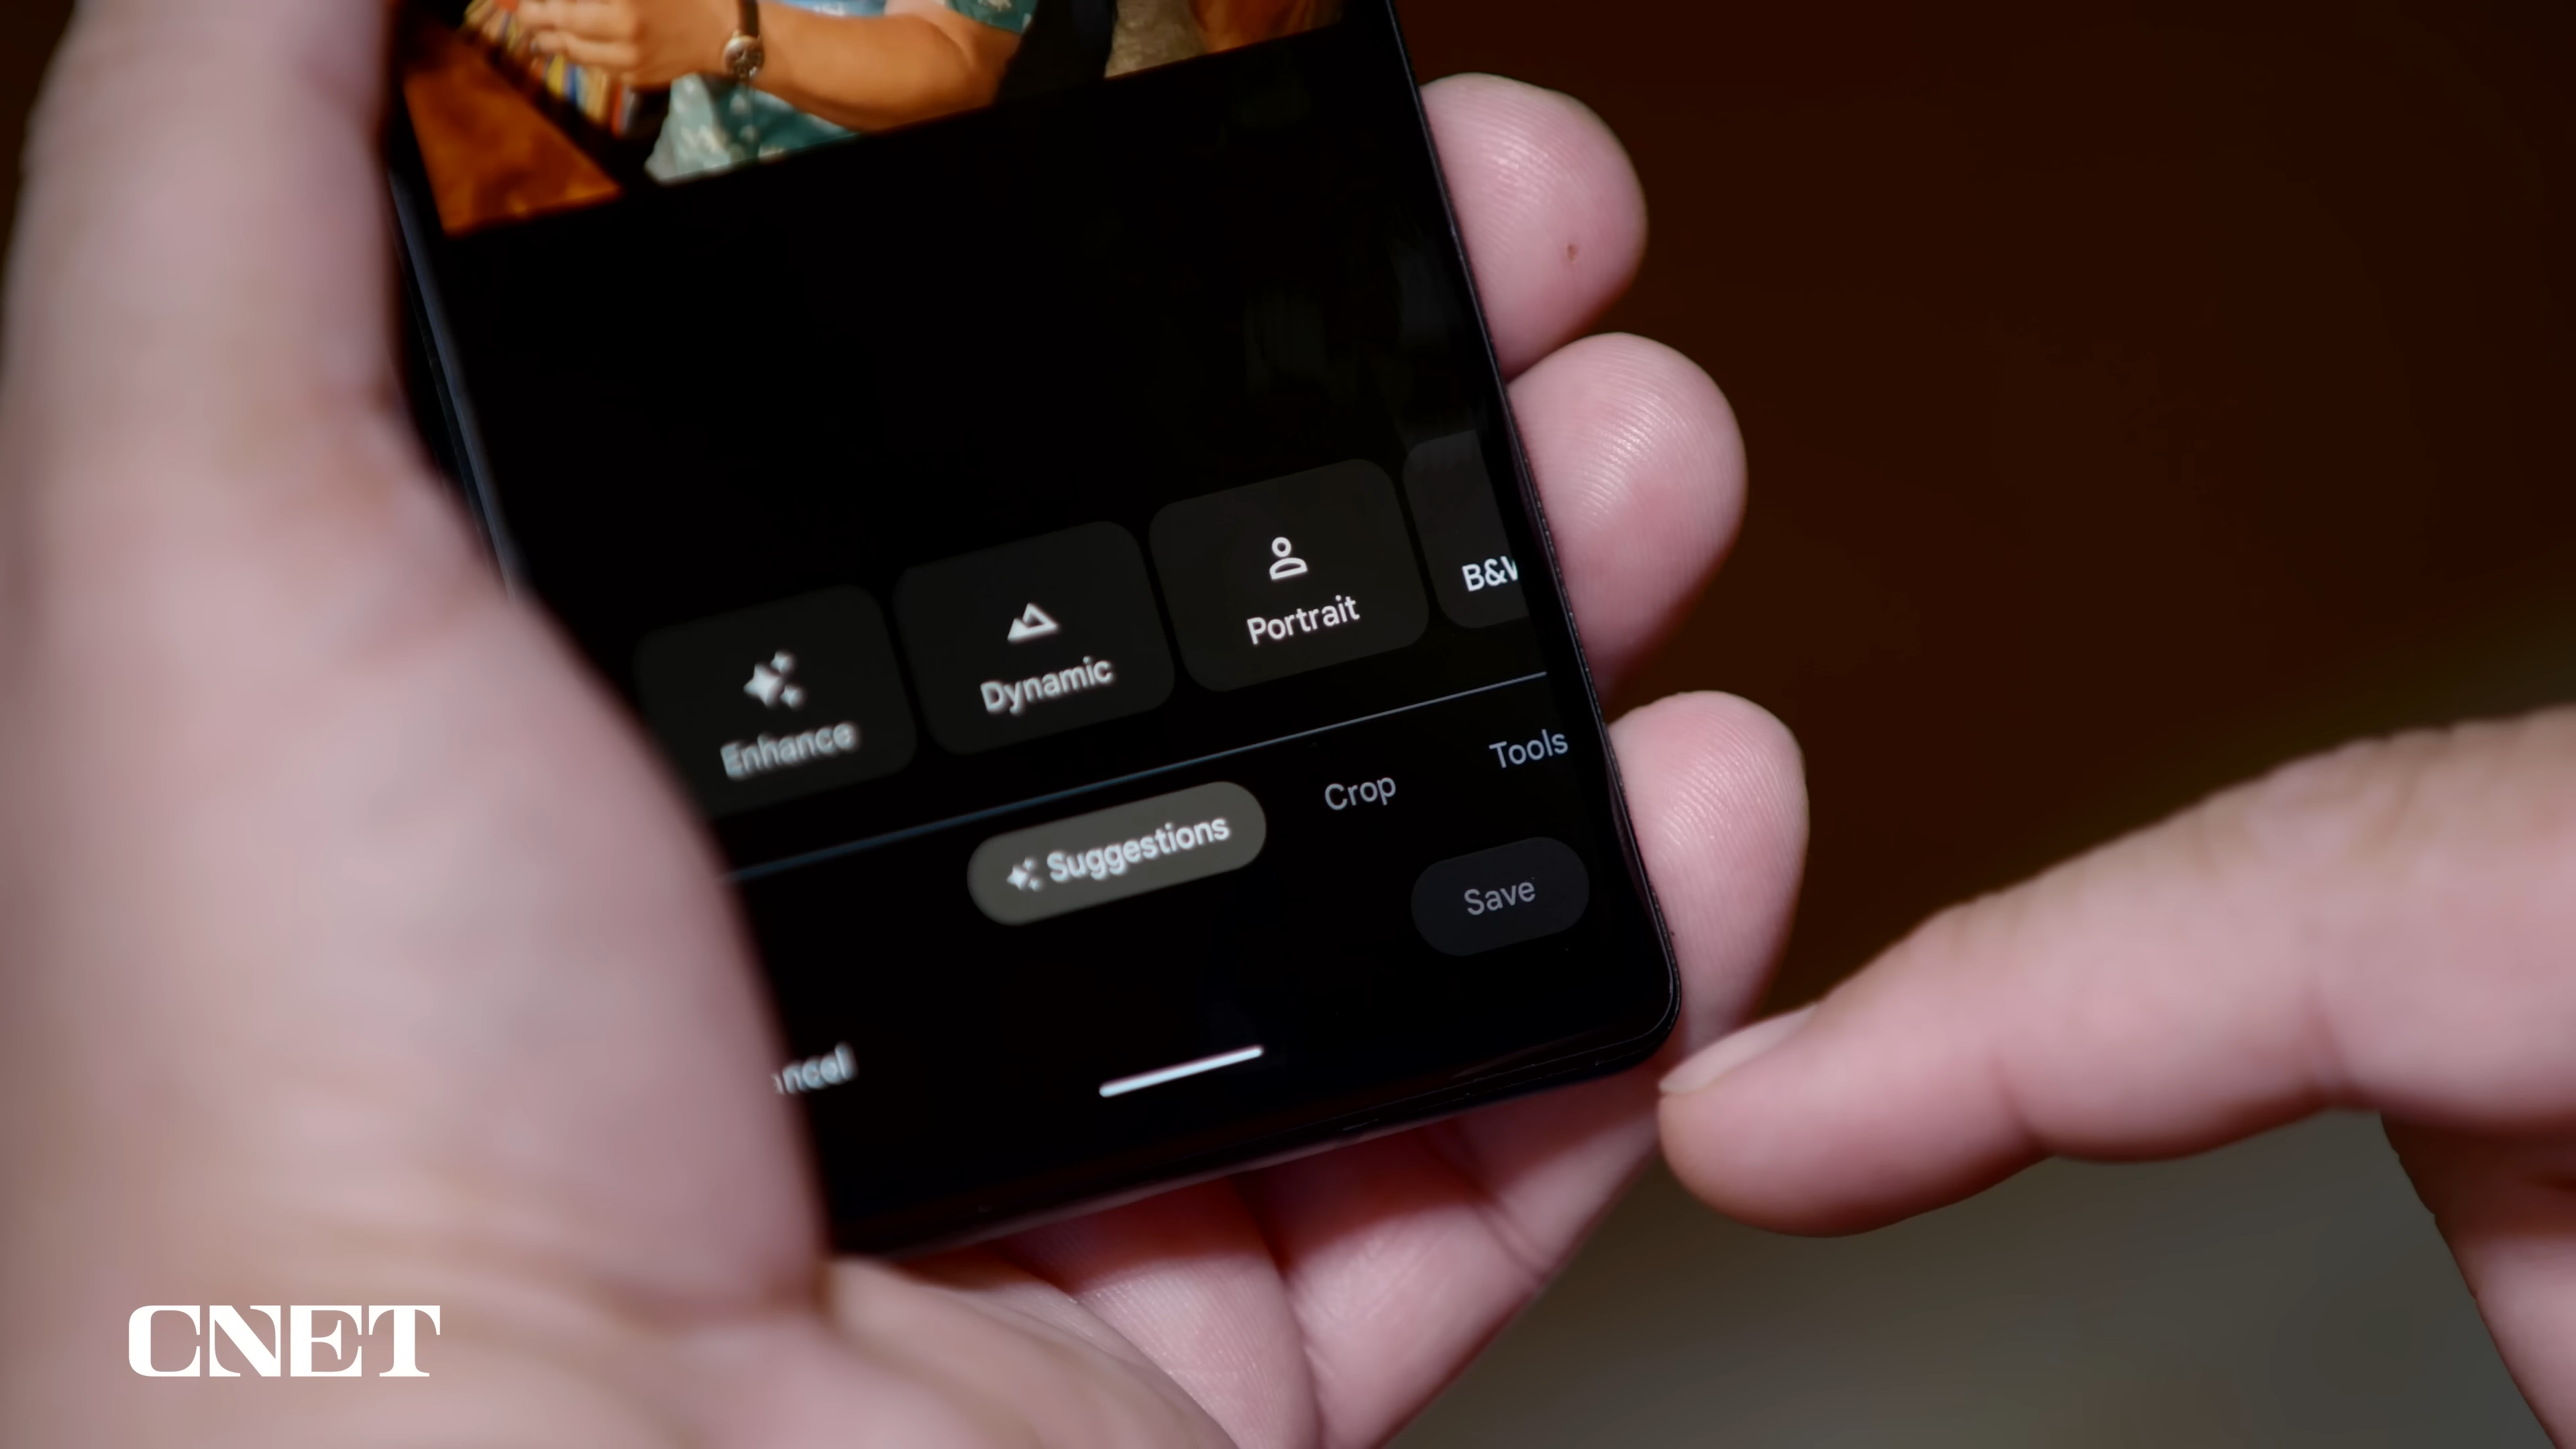 Enhance
Dynamic
Portrait
B&W
Suggestions
Crop
Tools
Save
ncel
CNET